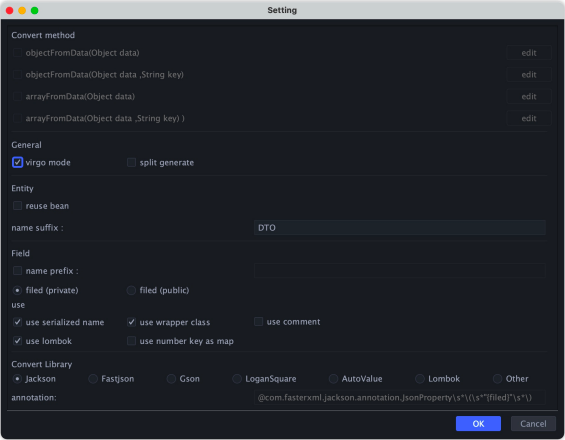 Setting
Convert method
objectFromData(Object data)
edit
objectFromData(Object data ,String key)
edit
arrayFromData(Object data)
edit
arrayFromData(Object data ,String key) )
edit
General
virgo mode
split generate
Entity
reuse bean
name suffix :
DTO
Field
name prefix :
filed (private)
filed (public)
use
use serialized name
use wrapper class
use comment
use lombok
use number key as map
Convert Library
Jackson
Fastjson
Gson
LoganSquare
AutoValue
Lombok
Other
annotation:
@com.fasterxml.jackson.annotation.JsonProperty\s*\(\s*"{filed}"\s*\)
OK
Cancel